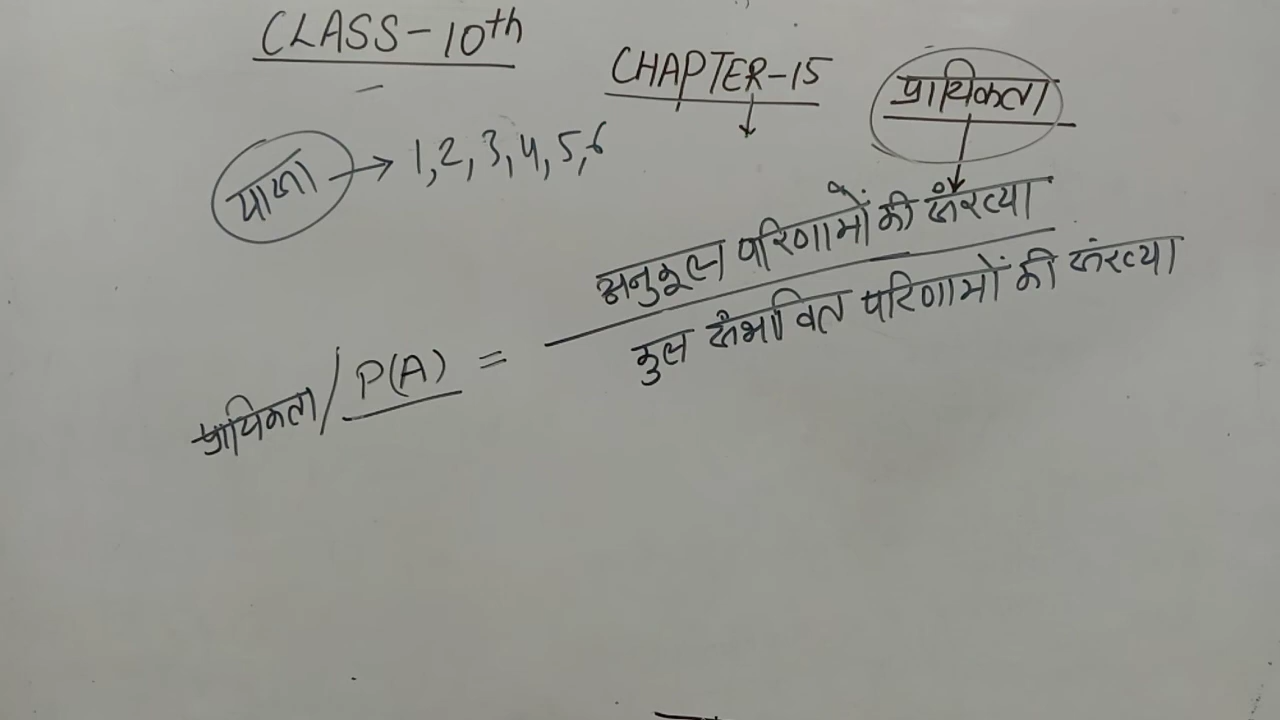 CLASS-10th
CHAPTER-15 प्रायिकता
पासा → 1,2,3,4,5,6
अनुकूल परिणामों की संख्या
प्रायिकता/P(A) =
कुल संभावित परिणामों की संख्या